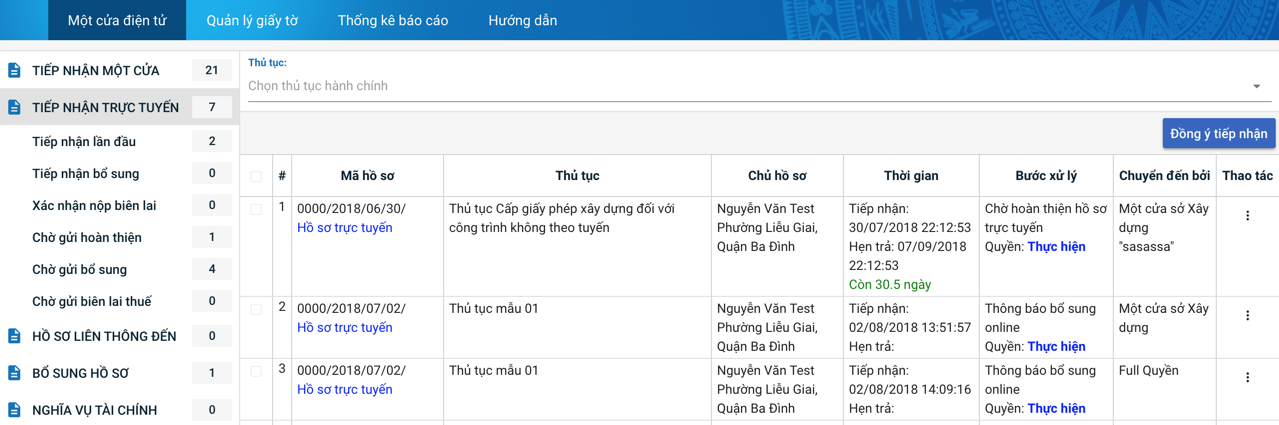 Một cửa điện tử
Quản lý giấy tờ
Thống kê báo cáo
Hướng dẫn
TIẾP NHẬN MỘT CỬA
21
TIẾP NHẬN TRỰC TUYẾN
7
Tiếp nhận lần đầu
2
Tiếp nhận bổ sung
0
Xác nhận nộp biên lai
0
Chờ gửi hoàn thiện
1
Chờ gửi bổ sung
4
Chờ gửi biên lai thuế
0
HỒ SƠ LIÊN THÔNG ĐẾN
0
BỔ SUNG HỒ SƠ
1
NGHĨA VỤ TÀI CHÍNH
0
Thủ tục:
Chọn thủ tục hành chính
Đồng ý tiếp nhận
#
Mã hồ sơ
Thủ tục
Chủ hồ sơ
Thời gian
Bước xử lý
Chuyển đến bởi
Thao tác
1
0000/2018/06/30/
Hồ sơ trực tuyến
Thủ tục Cấp giấy phép xây dựng đối với
công trình không theo tuyến
Nguyễn Văn Test
Phường Liễu Giai,
Quận Ba Đình
Tiếp nhận:
30/07/2018 22:12:53
Hẹn trả: 07/09/2018
22:12:53
Còn 30.5 ngày
Chờ hoàn thiện hồ sơ
trực tuyến
Quyền: Thực hiện
Một cửa sở Xây
dựng
"sasassa"
2
0000/2018/07/02/
Hồ sơ trực tuyến
Thủ tục mẫu 01
Nguyễn Văn Test
Phường Liễu Giai,
Quận Ba Đình
Tiếp nhận:
02/08/2018 13:51:57
Hẹn trả:
Thông báo bổ sung
online
Quyền: Thực hiện
Một cửa sở Xây
dựng
3
0000/2018/07/02/
Hồ sơ trực tuyến
Thủ tục mẫu 01
Nguyễn Văn Test
Phường Liễu Giai,
Quận Ba Đình
Tiếp nhận:
02/08/2018 14:09:16
Hẹn trả:
Thông báo bổ sung
online
Quyền: Thực hiện
Full Quyền